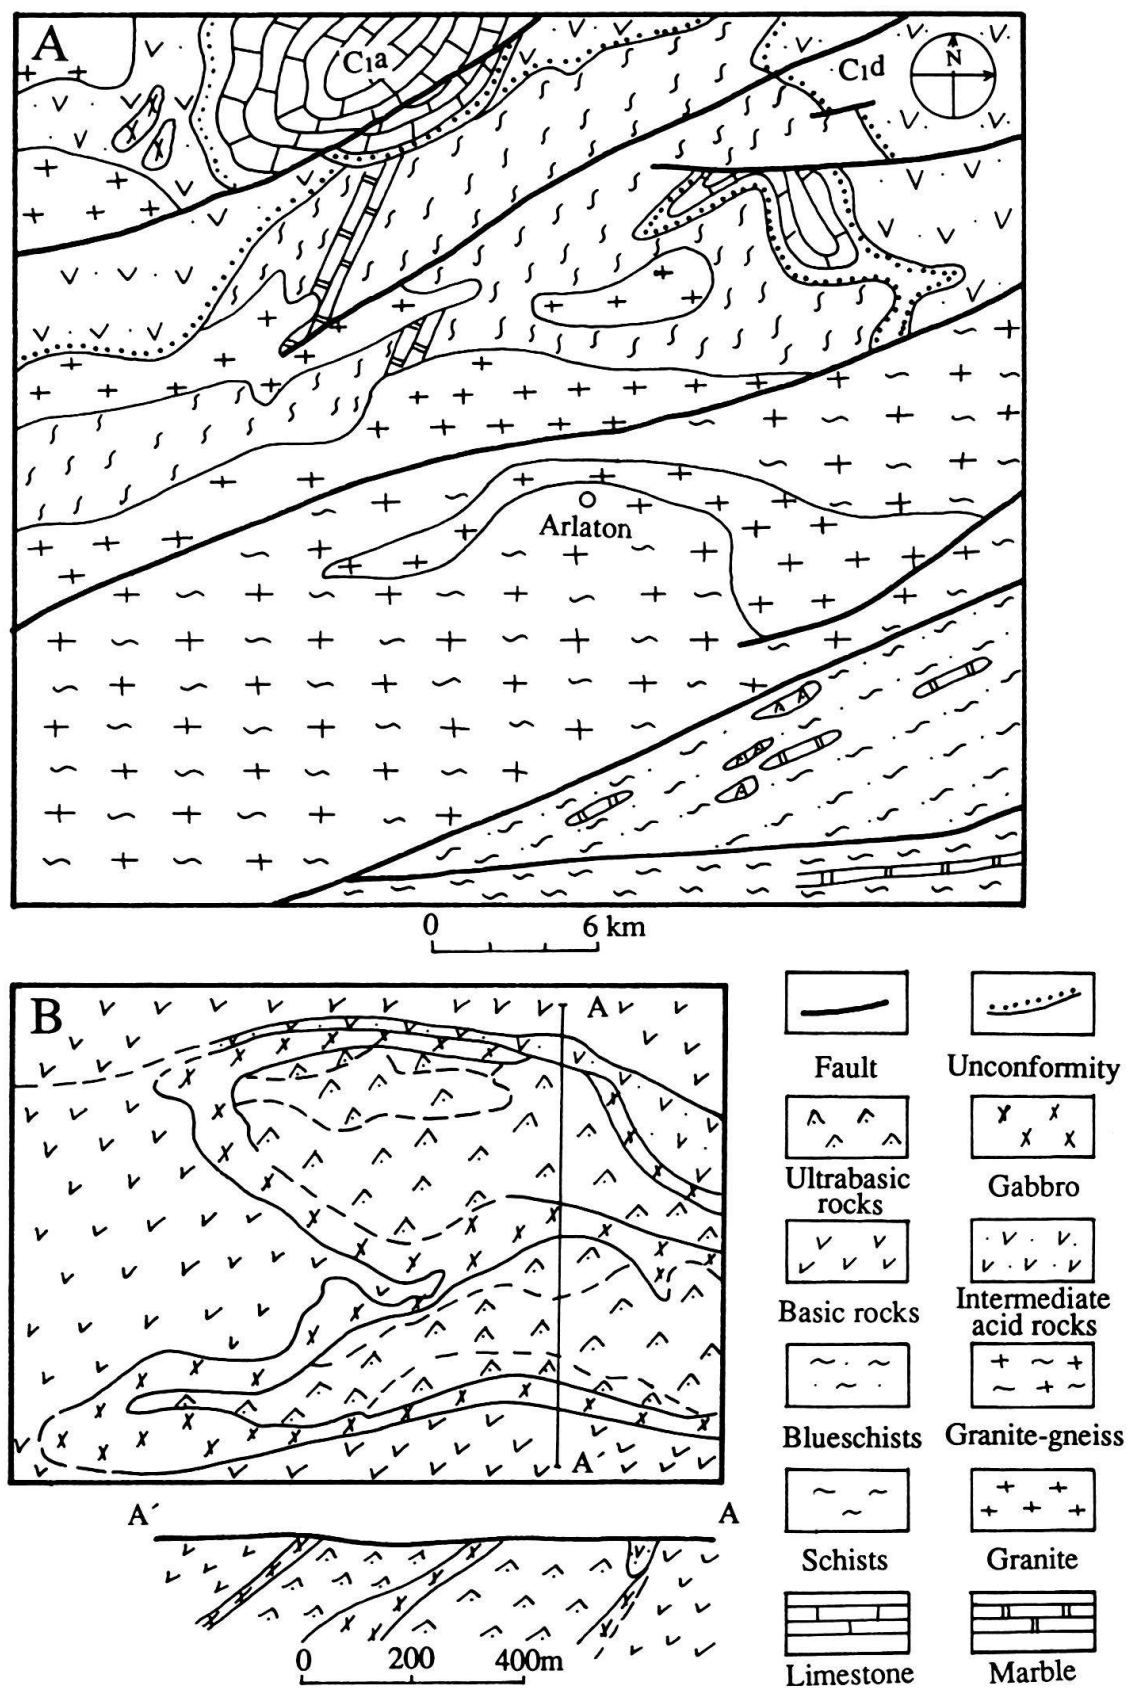 A
C₁a
C₁d
N
Arlaton
0 6 km
B
A
A´
A´ A
0 200 400m
Fault
Unconformity
Ultrabasic
rocks
Gabbro
Basic rocks
Intermediate
acid rocks
Blueschists
Granite-gneiss
Schists
Granite
Limestone
Marble